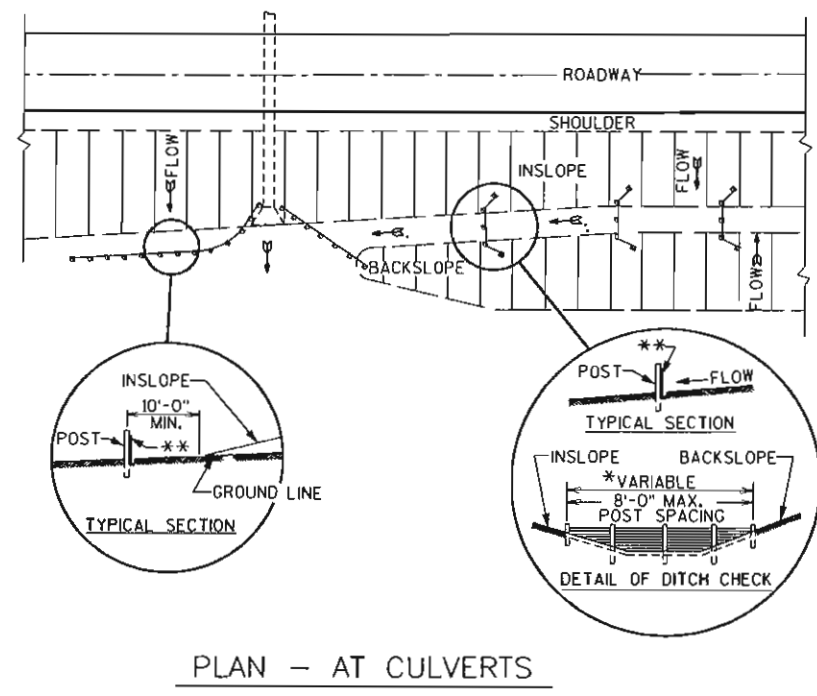 ROADWAY
SHOULDER
FLOW
INSLOPE
FLOW
BACKSLOPE
FLOW
INSLOPE
10'-0"
MIN.
POST
**
GROUND LINE
TYPICAL SECTION
**
POST
FLOW
TYPICAL SECTION
INSLOPE
BACKSLOPE
*VARIABLE
8'-0" MAX.
POST SPACING
DETAIL OF DITCH CHECK
PLAN - AT CULVERTS